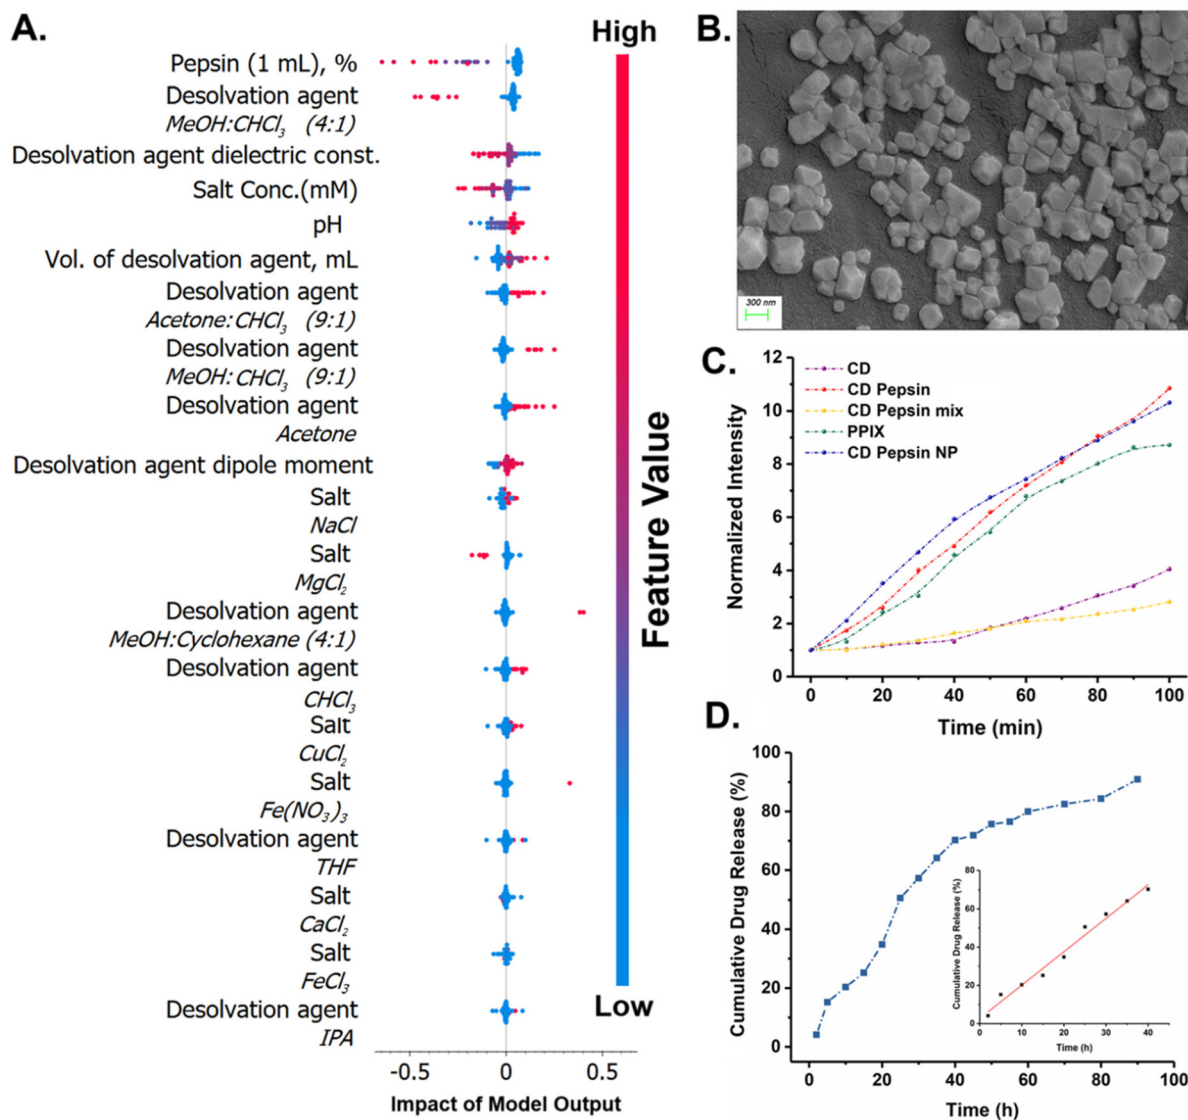 A.
High
Pepsin (1 mL), %
Desolvation agent
MeOH:CHCl₃ (4:1)
Desolvation agent dielectric const.
Salt Conc.(mM)
pH
Vol. of desolvation agent, mL
Desolvation agent
Acetone:CHCl₃ (9:1)
Desolvation agent
MeOH:CHCl₃ (9:1)
Desolvation agent
Acetone
Desolvation agent dipole moment
Salt
NaCl
Salt
MgCl₂
Desolvation agent
MeOH:Cyclohexane (4:1)
Desolvation agent
CHCl₃
Salt
CuCl₂
Salt
Fe(NO₃)₃
Desolvation agent
THF
Salt
CaCl₂
Salt
FeCl₃
Desolvation agent
IPA
Feature Value
Low
-0.5 0 0.5
Impact of Model Output
B.
300 nm
C.
CD
CD Pepsin
CD Pepsin mix
PPIX
CD Pepsin NP
Normalized Intensity
12
10
8
6
4
2
0
0 20 40 60 80 100
Time (min)
D.
Cumulative Drug Release (%)
100
80
60
40
20
0
0 20 40 60 80 100
Time (h)
Cumulative Drug Release (%)
80
60
40
20
0
0 10 20 30 40
Time (h)